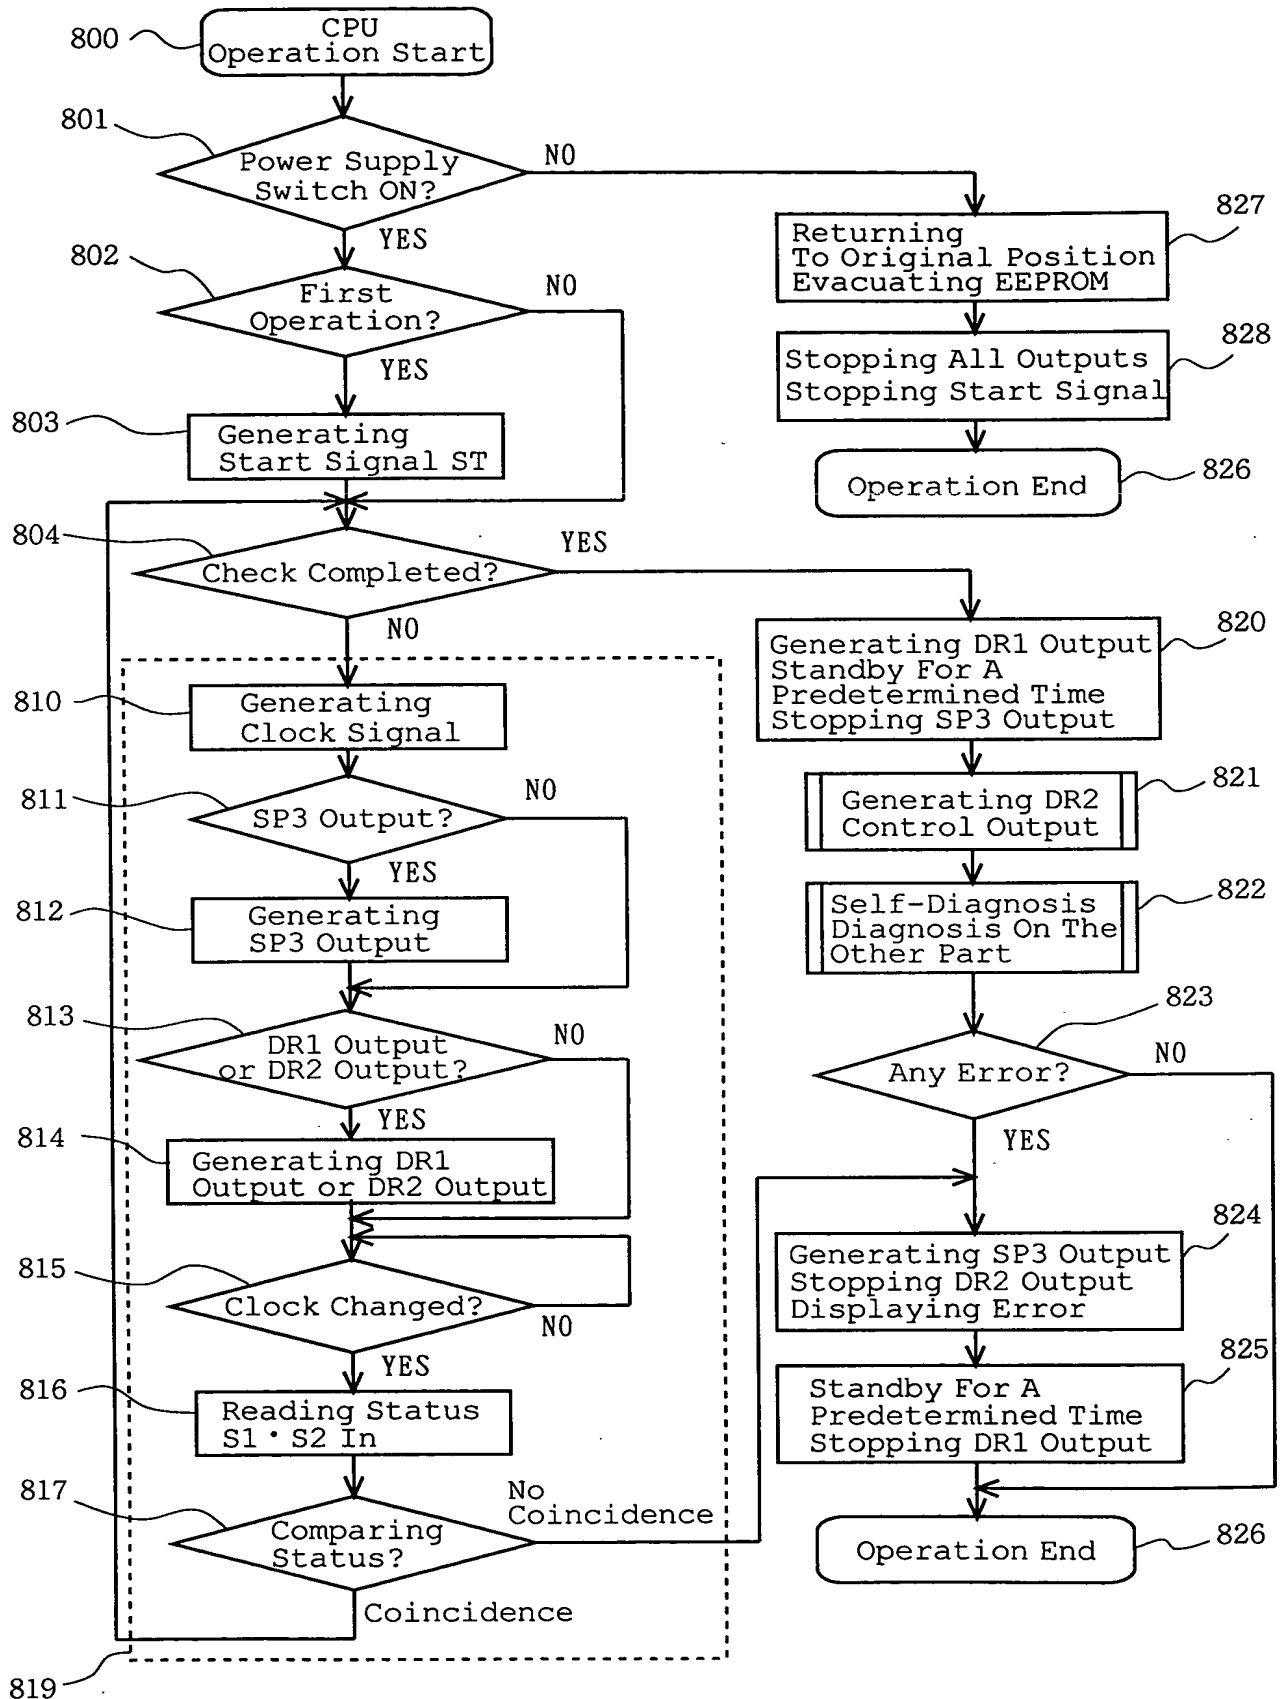 800
CPU
Operation Start
801
Power Supply
Switch ON?
NO
YES
827
Returning
To Original Position
Evacuating EEPROM
802
First
Operation?
NO
YES
828
Stopping All Outputs
Stopping Start Signal
803
Generating
Start Signal ST
Operation End
826
804
Check Completed?
YES
NO
820
Generating DR1 Output
Standby For A
Predetermined Time
Stopping SP3 Output
810
Generating
Clock Signal
811
SP3 Output?
NO
YES
821
Generating DR2
Control Output
812
Generating
SP3 Output
822
Self-Diagnosis
Diagnosis On The
Other Part
813
DR1 Output
or DR2 Output?
NO
YES
823
Any Error?
NO
YES
814
Generating DR1
Output or DR2 Output
815
Clock Changed?
NO
YES
824
Generating SP3 Output
Stopping DR2 Output
Displaying Error
816
Reading Status
S1・S2 In
825
Standby For A
Predetermined Time
Stopping DR1 Output
817
Comparing
Status?
No
Coincidence
Coincidence
Operation End
826
819